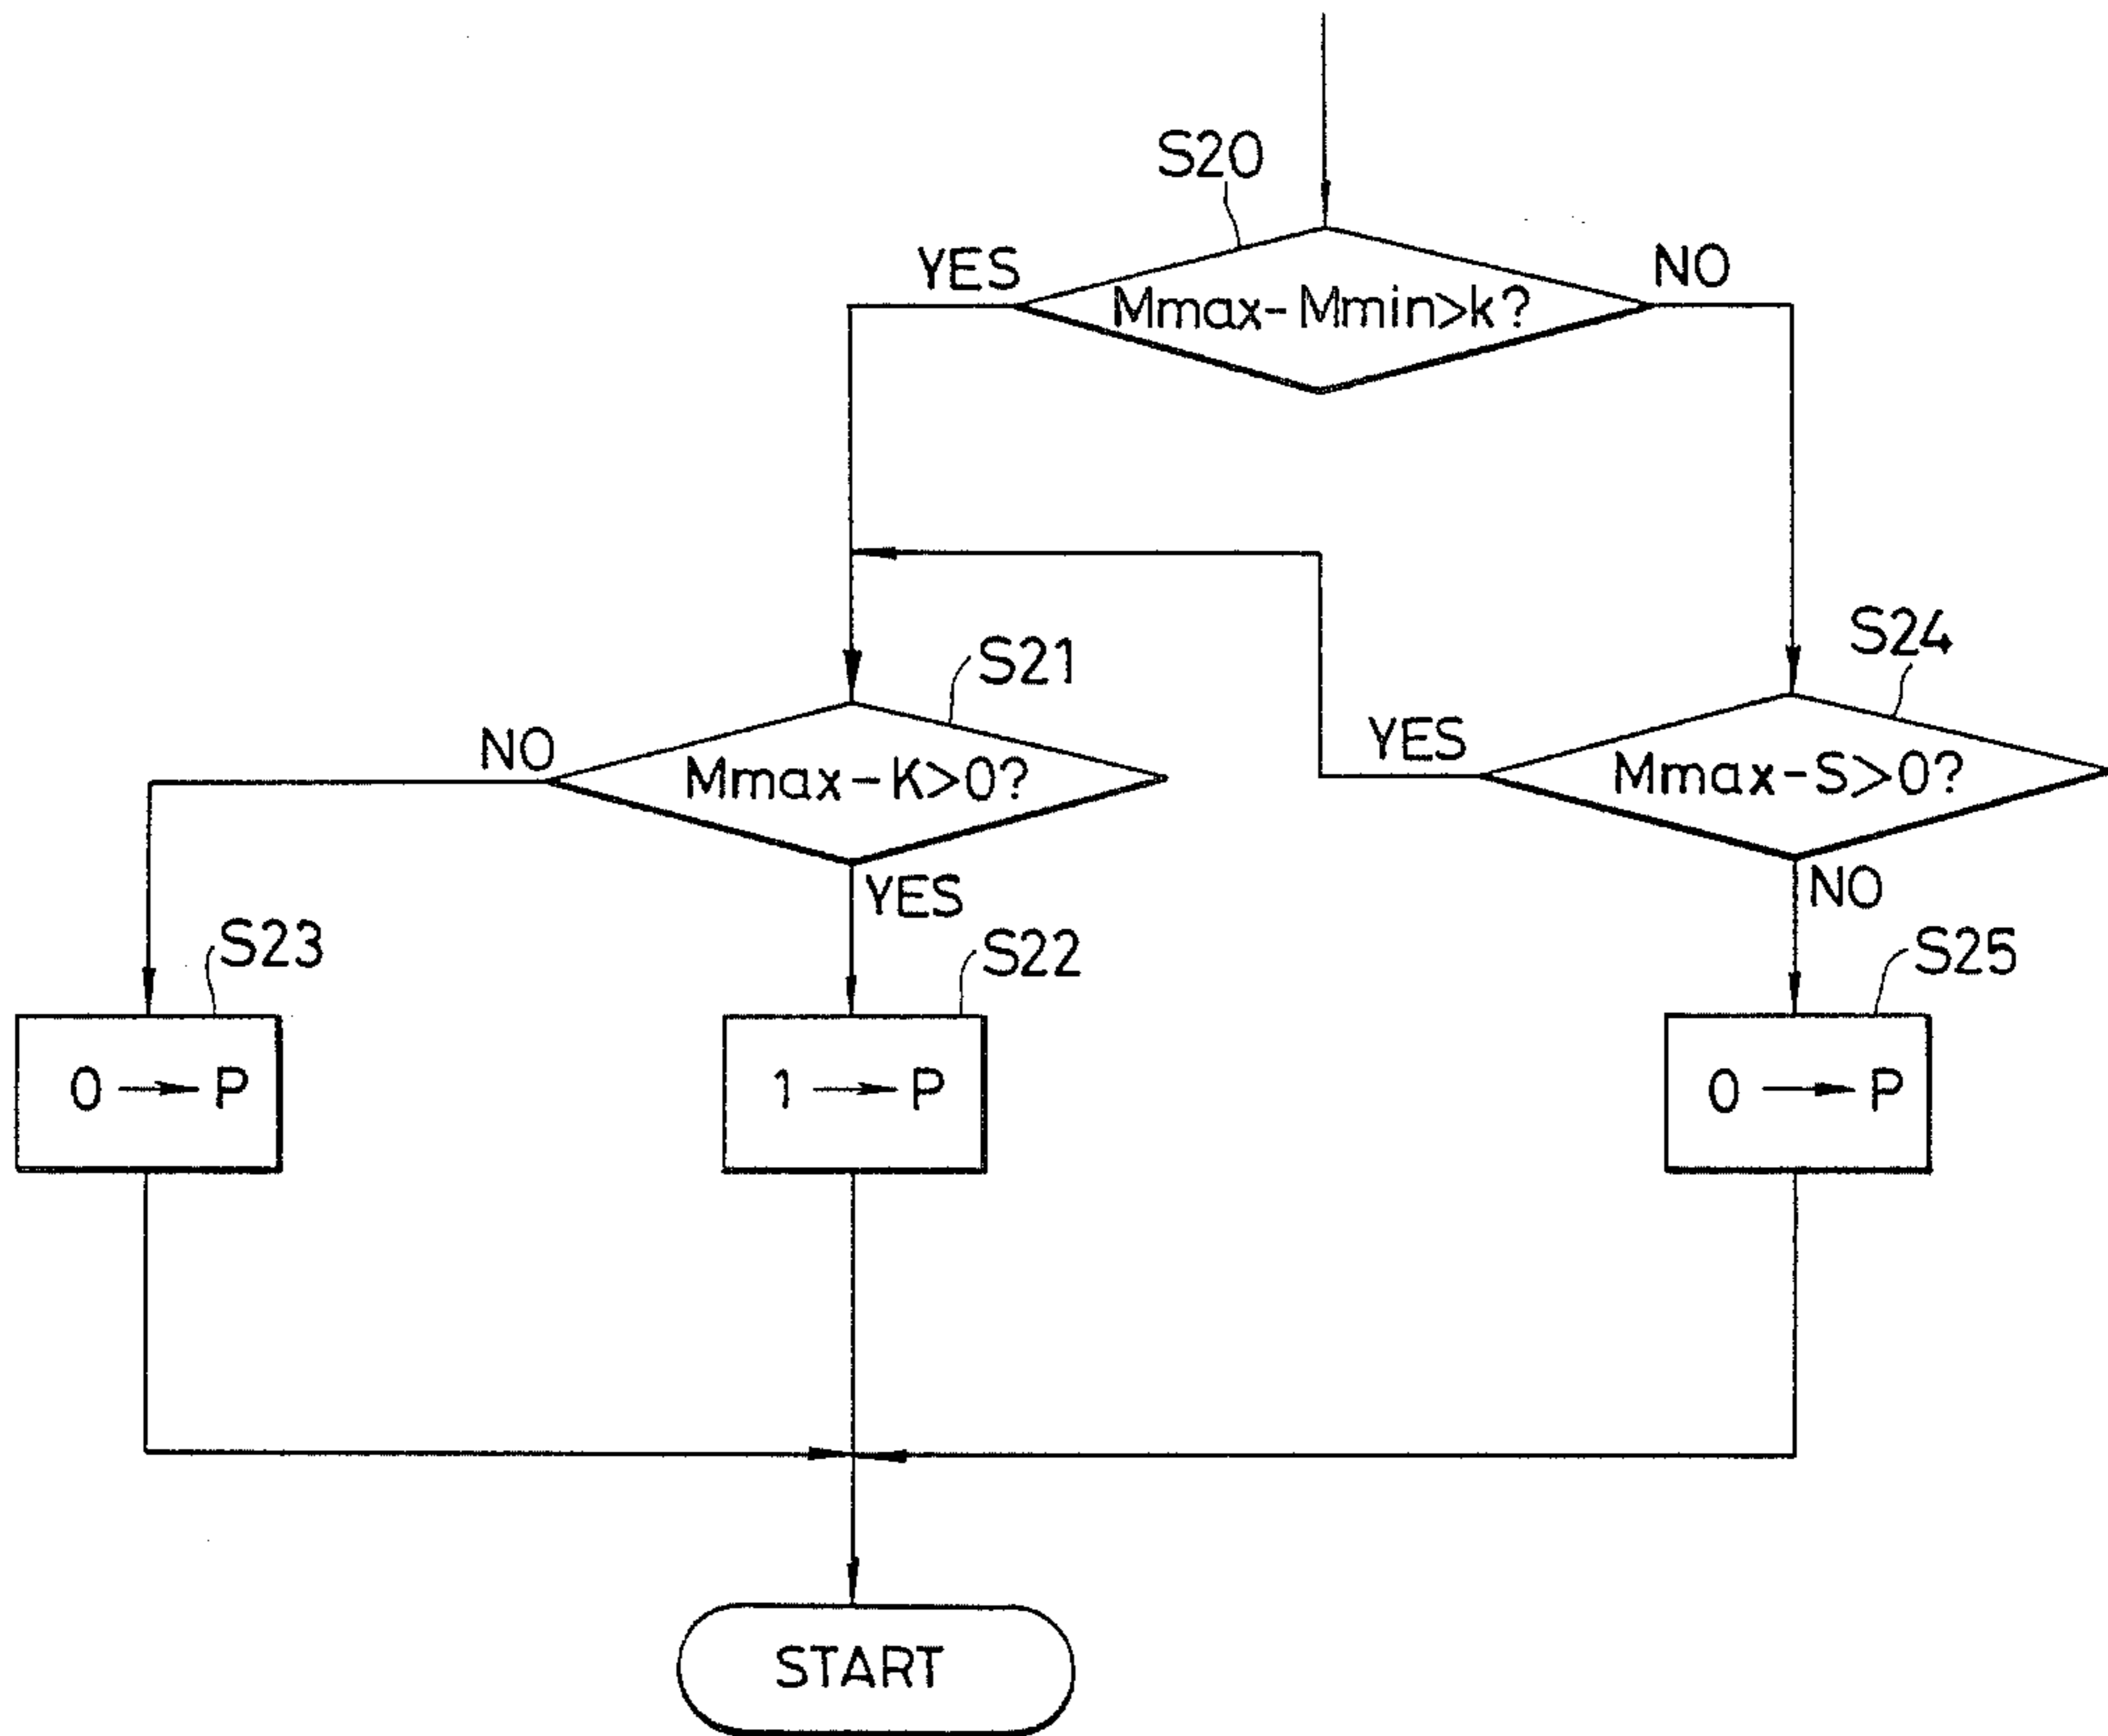 S20
YES
NO
Mmax-Mmin>k?
S21
S24
NO
YES
Mmax-K>0?
Mmax-S>0?
YES
NO
S23
S22
S25
0 → P
1 → P
0 → P
START